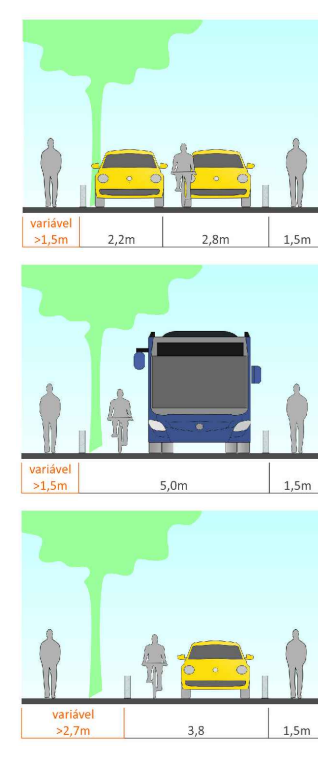 variável
>1,5m 2,2m 2,8m 1,5m
variável
>1,5m 5,0m 1,5m
variável
>2,7m 3,8 1,5m